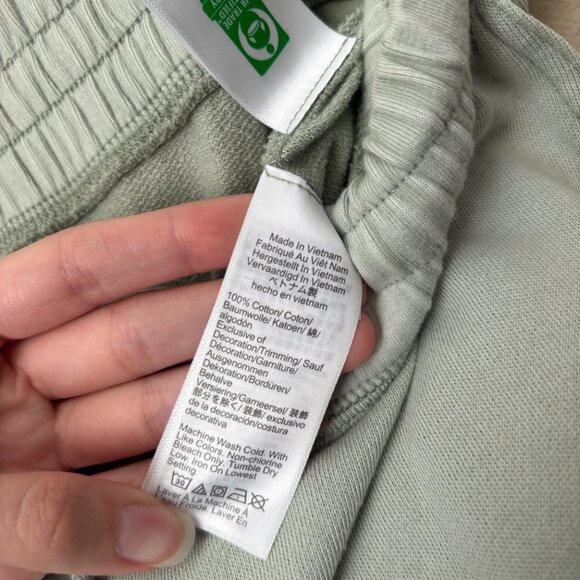 Made In Vietnam
Fabriqué Au Viêt Nam
Hergestellt In Vietnam
Vervaardigd In Vietnam
ベトナム製
hecho en vietnam
100% Cotton/ Coton/
Baumwolle/ Katoen/ 綿/
algodón
Exclusive of
Decoration/Trimming/ Sauf
Décoration/Garniture/
Ausgenommen
Dekoration/Bordüren/
Behalve
Versiering/Garneersel/ 装飾
部分を除く/ 装飾/ exclusivo
de la decoración/costura
decorativa
Machine Wash Cold. With
Like Colors. Non-chlorine
Bleach Only. Tumble Dry
Low. Iron On Lowest
Setting.
30
Laver À La Machine À
Eau Froide. Laver En